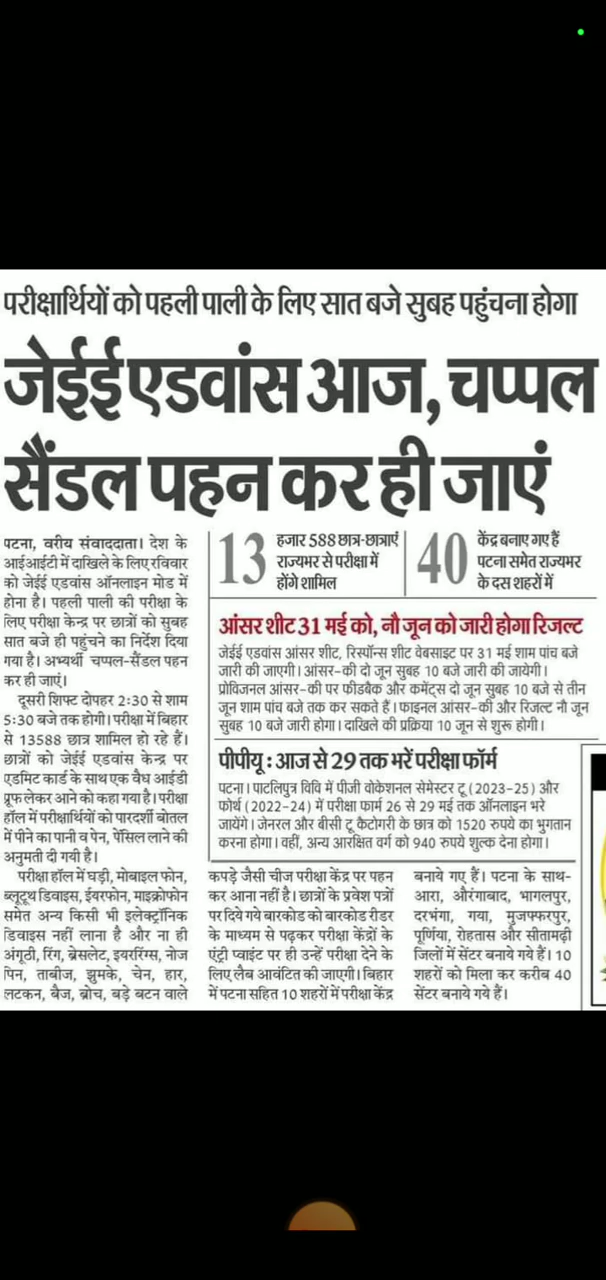 परीक्षार्थियों को पहली पाली के लिए सात बजे सुबह पहुंचना होगा
जेईई एडवांस आज, चप्पल
सैंडल पहन कर ही जाएं
पटना, वरीय संवाददाता। देश के
आईआईटी में दाखिले के लिए रविवार
को जेईई एडवांस ऑनलाइन मोड में
होना है। पहली पाली की परीक्षा के
लिए परीक्षा केन्द्र पर छात्रों को सुबह
सात बजे ही पहुंचने का निर्देश दिया
गया है। अभ्यर्थी चप्पल-सैंडल पहन
कर ही जाएं।
दूसरी शिफ्ट दोपहर 2:30 से शाम
5:30 बजे तक होगी। परीक्षा में बिहार
से 13588 छात्र शामिल हो रहे हैं।
छात्रों को जेईई एडवांस केन्द्र पर
एडमिट कार्ड के साथ एक वैध आईडी
प्रूफ लेकर आने को कहा गया है। परीक्षा
हॉल में परीक्षार्थियों को पारदर्शी बोतल
में पीने का पानी व पेन, पेंसिल लाने की
अनुमती दी गयी है।
परीक्षा हॉल में घड़ी, मोबाइल फोन,
ब्लूटूथ डिवाइस, ईयरफोन, माइक्रोफोन
समेत अन्य किसी भी इलेक्ट्रॉनिक
डिवाइस नहीं लाना है और ना ही
अंगूठी, रिंग, ब्रेसलेट, इयररिंग्स, नोज
पिन, ताबीज, झुमके, चेन, हार,
लटकन, बैज, ब्रोच, बड़े बटन वाले
13 हजार 588 छात्र-छात्राएं
राज्यभर से परीक्षा में
होंगे शामिल
40 केंद्र बनाए गए हैं
पटना समेत राज्यभर
के दस शहरों में
आंसर शीट 31 मई को, नौ जून को जारी होगा रिजल्ट
जेईई एडवांस आंसर शीट, रिस्पॉन्स शीट वेबसाइट पर 31 मई शाम पांच बजे
जारी की जाएगी। आंसर-की दो जून सुबह 10 बजे जारी की जायेगी।
प्रोविजनल आंसर-की पर फीडबैक और कमेंट्स दो जून सुबह 10 बजे से तीन
जून शाम पांच बजे तक कर सकते हैं। फाइनल आंसर-की और रिजल्ट नौ जून
सुबह 10 बजे जारी होगा। दाखिले की प्रक्रिया 10 जून से शुरू होगी।
पीपीयू : आज से 29 तक भरें परीक्षा फॉर्म
पटना। पाटलिपुत्र विवि में पीजी वोकेशनल सेमेस्टर टू (2023-25) और
फोर्थ (2022-24) में परीक्षा फार्म 26 से 29 मई तक ऑनलाइन भरे
जायेंगे। जेनरल और बीसी टू कैटोगरी के छात्र को 1520 रुपये का भुगतान
करना होगा। वहीं, अन्य आरक्षित वर्ग को 940 रुपये शुल्क देना होगा।
कपड़े जैसी चीज परीक्षा केंद्र पर पहन
कर आना नहीं है। छात्रों के प्रवेश पत्रों
पर दिये गये बारकोड को बारकोड रीडर
के माध्यम से पढ़कर परीक्षा केंद्रों के
एंट्री प्वाइंट पर ही उन्हें परीक्षा देने के
लिए लैब आवंटित की जाएगी। बिहार
में पटना सहित 10 शहरों में परीक्षा केंद्र
बनाये गए हैं। पटना के साथ-
आरा, औरंगाबाद, भागलपुर,
दरभंगा, गया, मुजफ्फरपुर,
पूर्णिया, रोहतास और सीतामढ़ी
जिलों में सेंटर बनाये गये हैं। 10
शहरों को मिला कर करीब 40
सेंटर बनाये गये हैं।